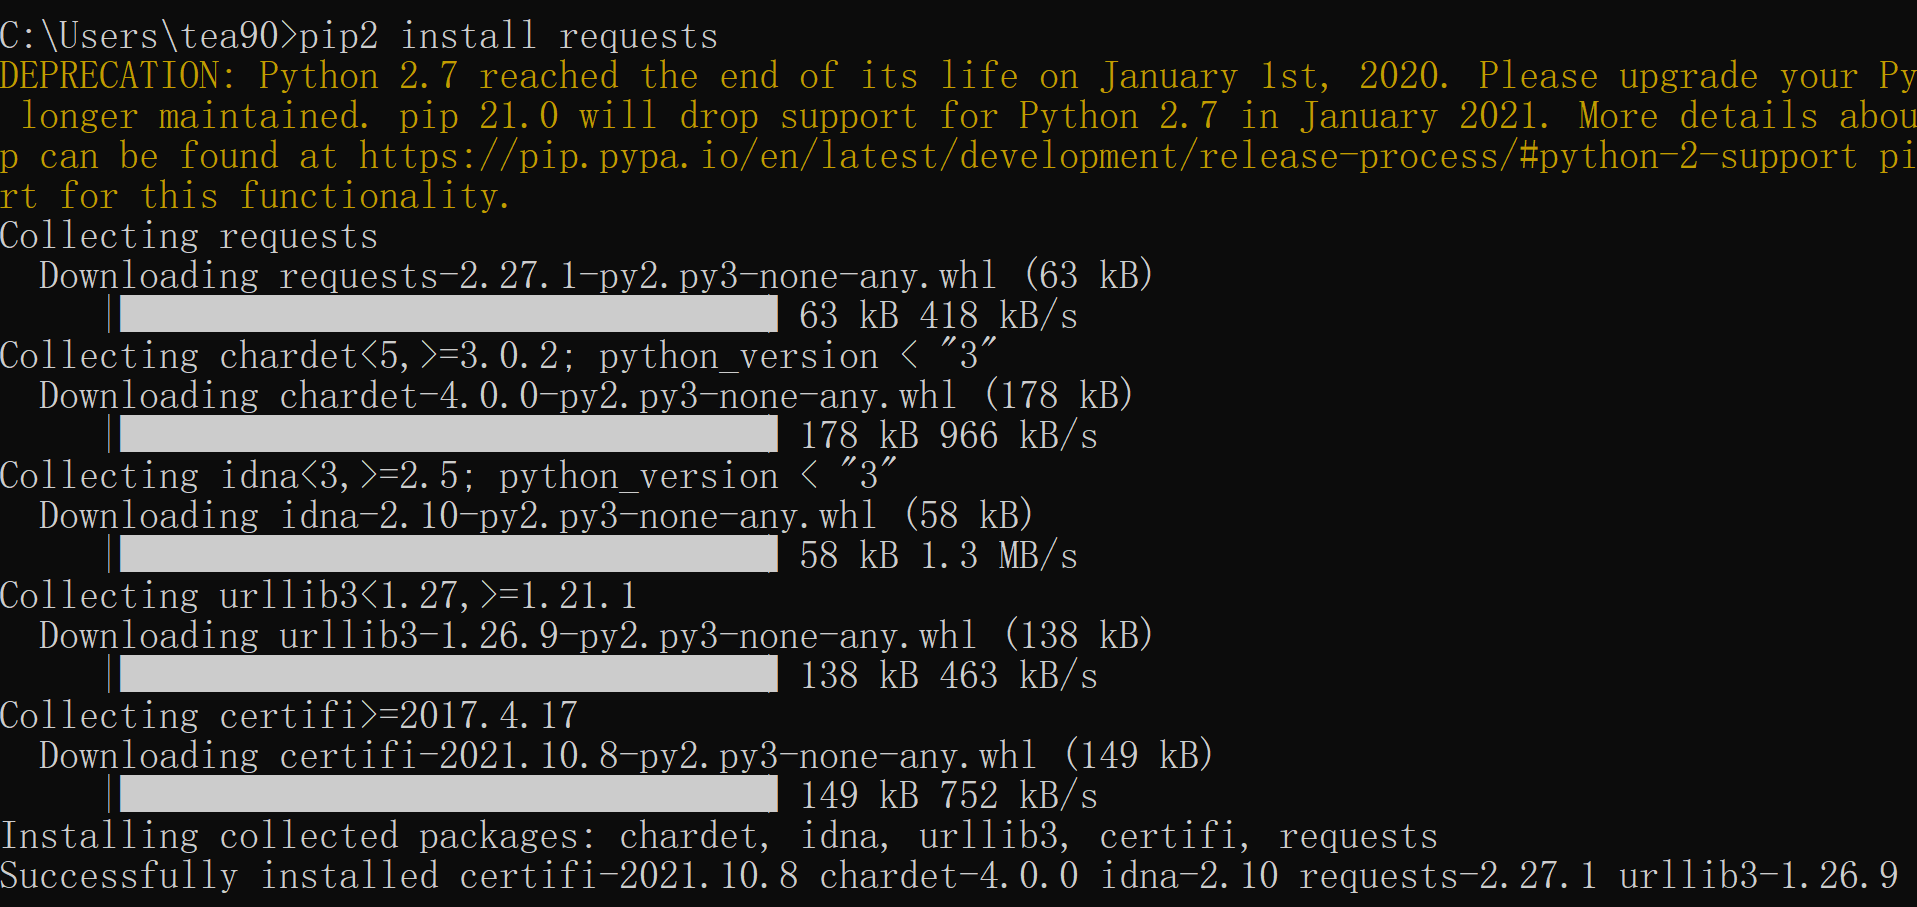 C:\Users\tea90>pip2 install requests
DEPRECATION: Python 2.7 reached the end of its life on January 1st, 2020. Please upgrade your Py
longer maintained. pip 21.0 will drop support for Python 2.7 in January 2021. More details abou
p can be found at https://pip.pypa.io/en/latest/development/release-process/#python-2-support pi
rt for this functionality.
Collecting requests
Downloading requests-2.27.1-py2.py3-none-any.whl (63 kB)
63 kB 418 kB/s
Collecting chardet<5,>=3.0.2; python_version < "3"
Downloading chardet-4.0.0-py2.py3-none-any.whl (178 kB)
178 kB 966 kB/s
Collecting idna<3,>=2.5; python_version < "3"
Downloading idna-2.10-py2.py3-none-any.whl (58 kB)
58 kB 1.3 MB/s
Collecting urllib3<1.27,>=1.21.1
Downloading urllib3-1.26.9-py2.py3-none-any.whl (138 kB)
138 kB 463 kB/s
Collecting certifi>=2017.4.17
Downloading certifi-2021.10.8-py2.py3-none-any.whl (149 kB)
149 kB 752 kB/s
Installing collected packages: chardet, idna, urllib3, certifi, requests
Successfully installed certifi-2021.10.8 chardet-4.0.0 idna-2.10 requests-2.27.1 urllib3-1.26.9